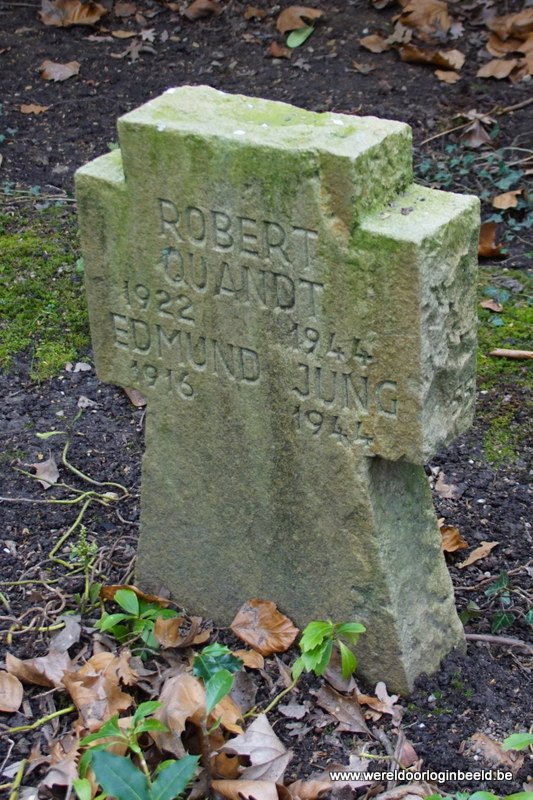 ROBERT
QUANDT
1922 1944
EDMUND JUNG
1916 1944
www.wereldoorloginbeeld.be